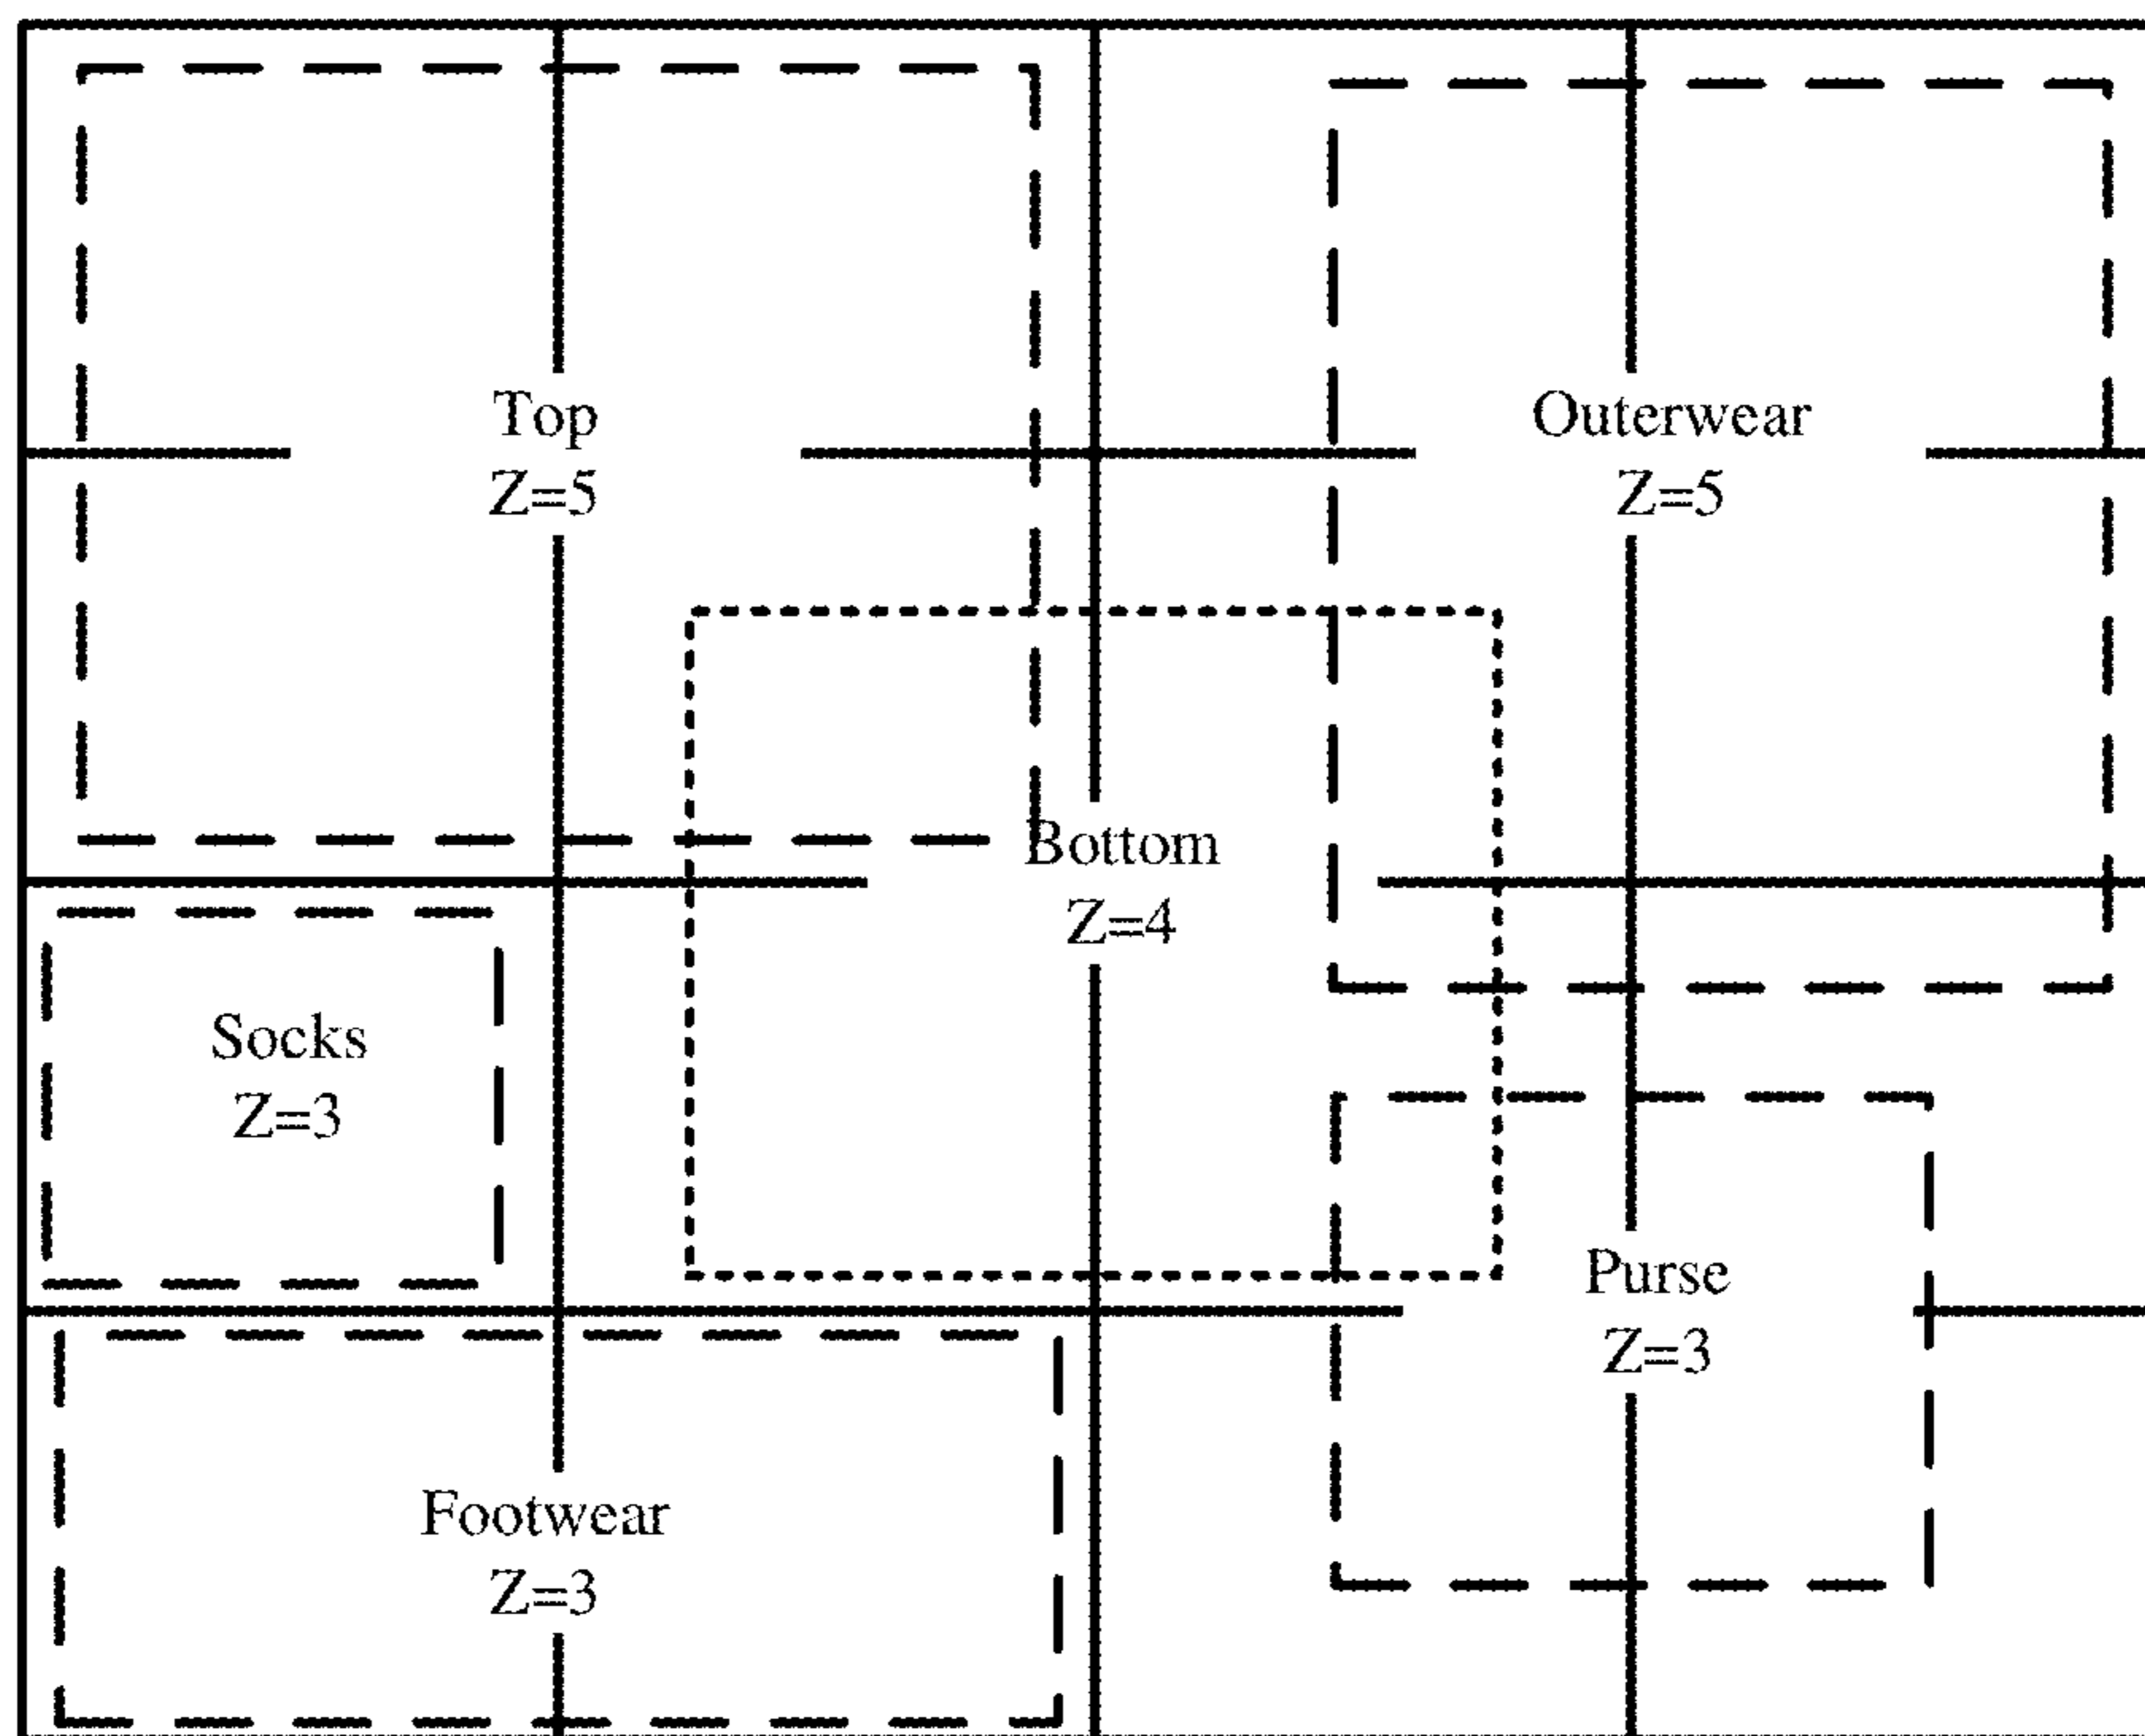 Top
Z=5
Outerwear
Z=5
Bottom
Z=4
Socks
Z=3
Purse
Z=3
Footwear
Z=3